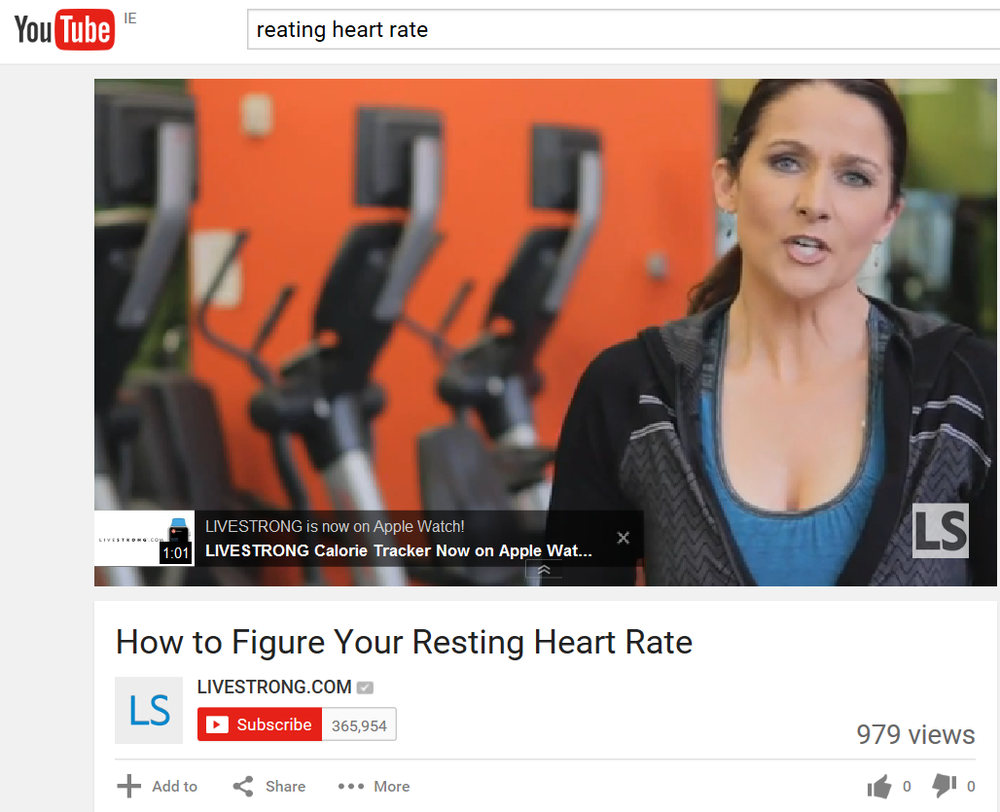 YouTube IE
reating heart rate
LIVESTRONG.COM
1:01
LIVESTRONG is now on Apple Watch!
LIVESTRONG Calorie Tracker Now on Apple Wat...
LS
How to Figure Your Resting Heart Rate
LS
LIVESTRONG.COM
Subscribe 365,954
979 views
Add to Share More 0 0